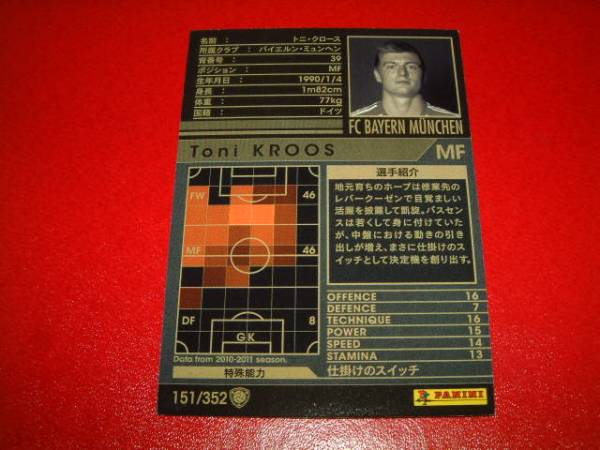 名前 : トニ・クロース
所属クラブ : バイエルン・ミュンヘン
背番号 : 39
ポジション : MF
生年月日 : 1990/1/4
身長 : 1m82cm
体重 : 77kg
国籍 : ドイツ
FC BAYERN MÜNCHEN
Toni KROOS
MF
FW 46
MF 46
DF 8
GK
Data from 2010-2011 season.
選手紹介
地元育ちのホープは修業先の
レバークーゼンで目覚ましい
活躍を披露して凱旋。パスセン
スは若くして身に付けていた
が、中盤における動きの引き
出しが増え、まさに仕掛けのス
イッチとして決定機を創り出す。
OFFENCE 16
DEFENCE 7
TECHNIQUE 16
POWER 15
SPEED 14
STAMINA 13
特殊能力
仕掛けのスイッチ
151/352
PANINI